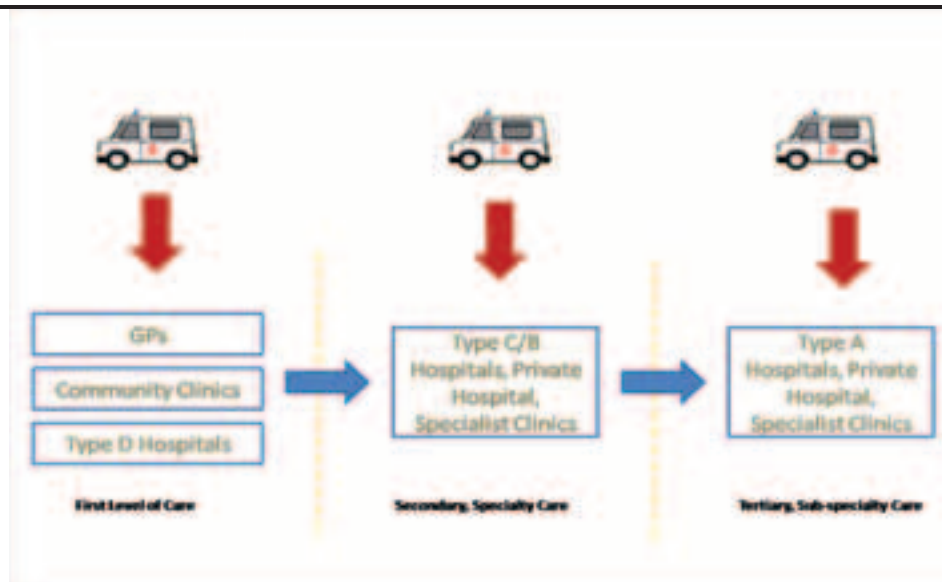 GPs
Community Clinics
Type D Hospitals
First Level of Care
Type C/B
Hospitals, Private
Hospital,
Specialist Clinics
Secondary, Specialty Care
Type A
Hospitals, Private
Hospital,
Specialist Clinics
Tertiary, Sub-specialty Care